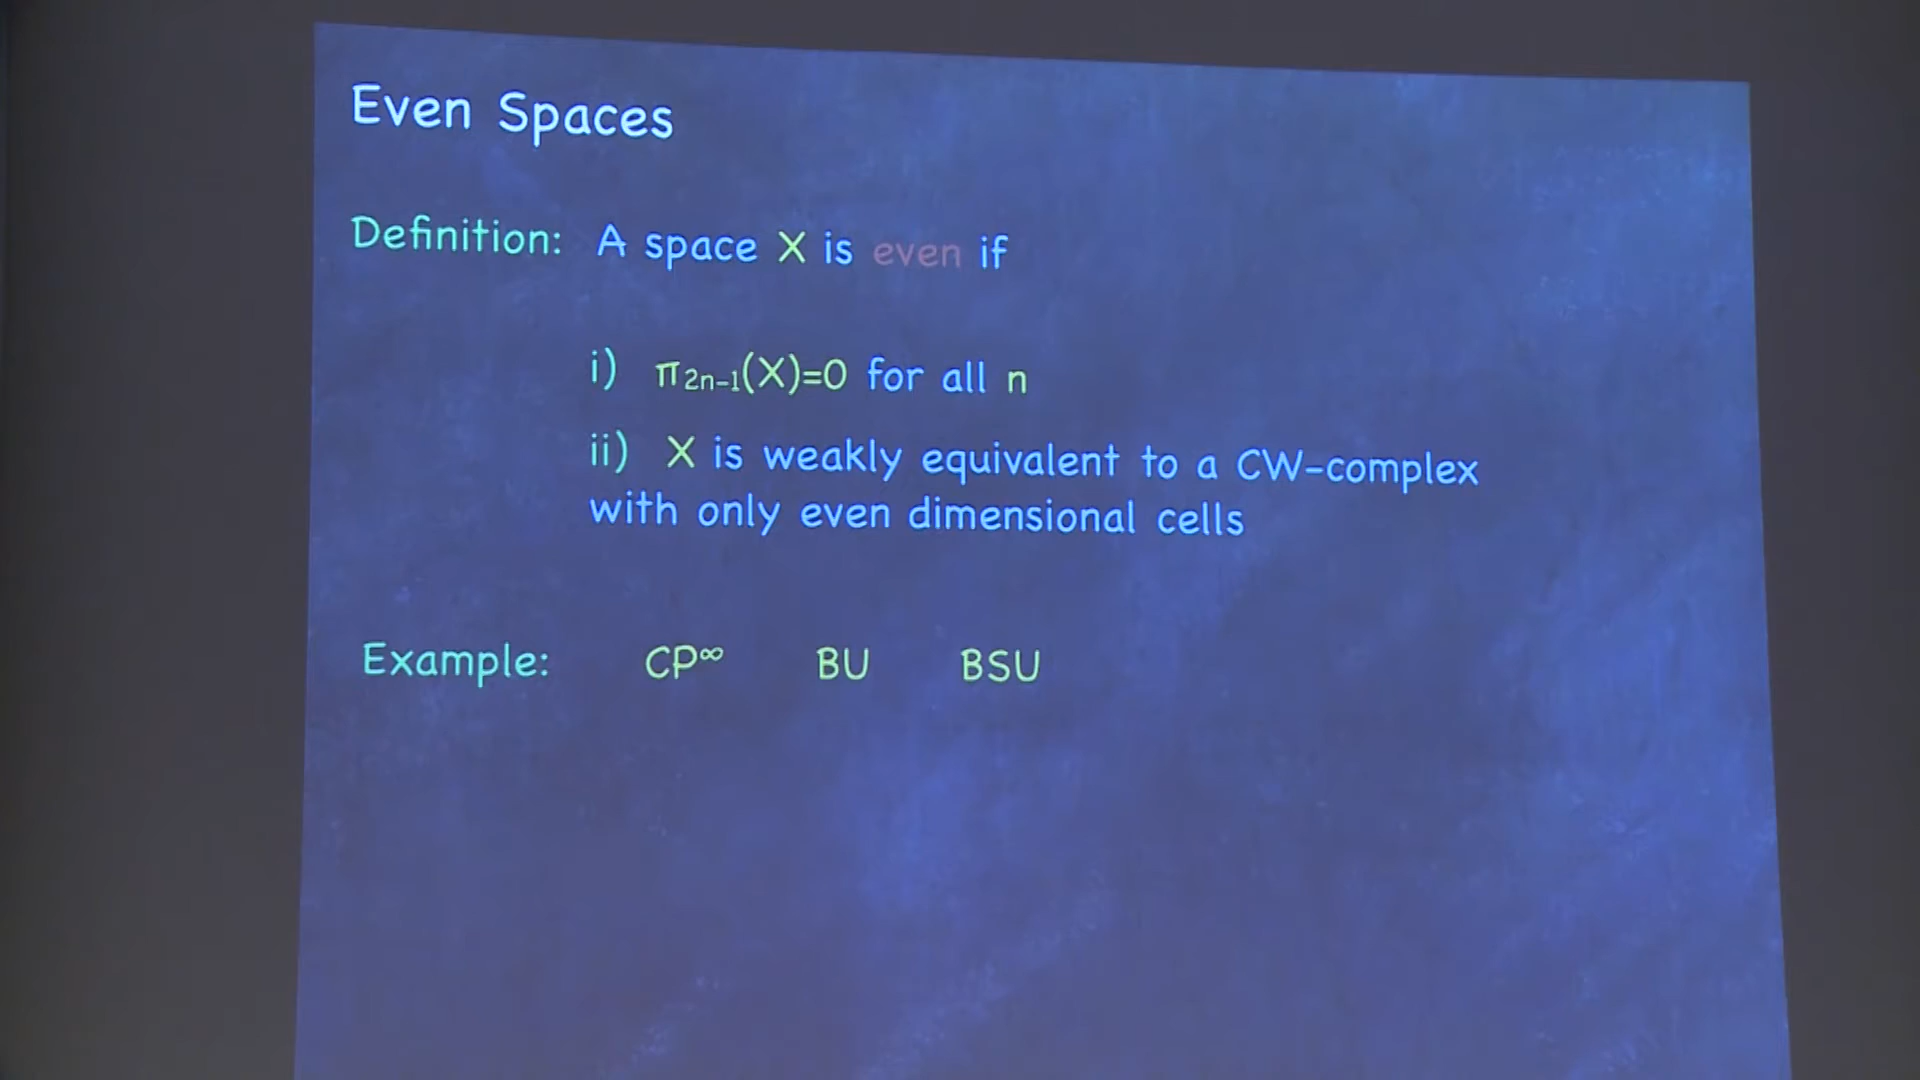 Even Spaces
Definition: A space X is even if
i) π₂ₙ₋₁(X)=0 for all n
ii) X is weakly equivalent to a CW-complex
with only even dimensional cells
Example: CP∞ BU BSU